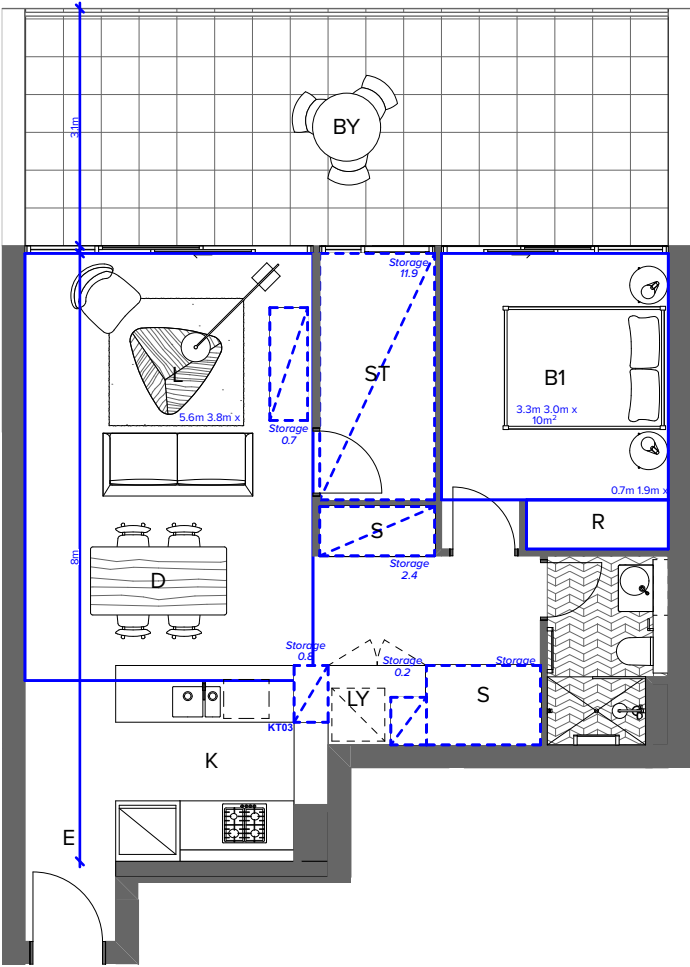 3.1m
BY
Storage
11.9
ST
B1
L
5.6m 3.8m x
3.3m 3.0m x
10m²
Storage
0.7
0.7m 1.9m x
R
S
Storage
2.4
8m
D
Storage
0.8
Storage
0.2
Storage
LY
S
KT03
K
E